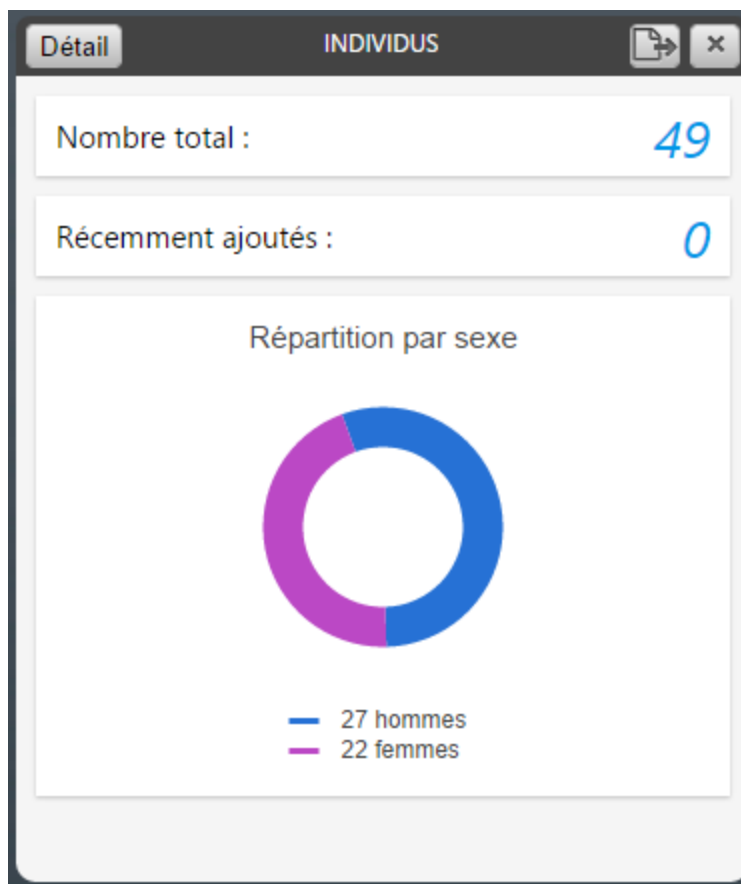 Détail INDIVIDUS
Nombre total : 49
Récemment ajoutés : 0
Répartition par sexe
27 hommes
22 femmes